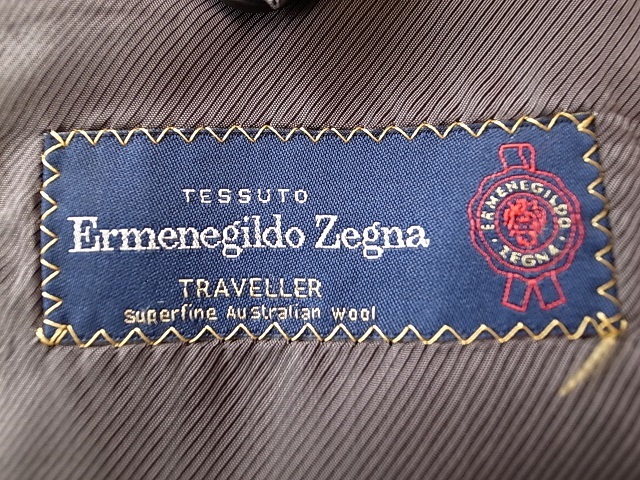 TESSUTO
Ermenegildo Zegna
TRAVELLER
Superfine Australian Wool
ERMENEGILDO
ZEGNA